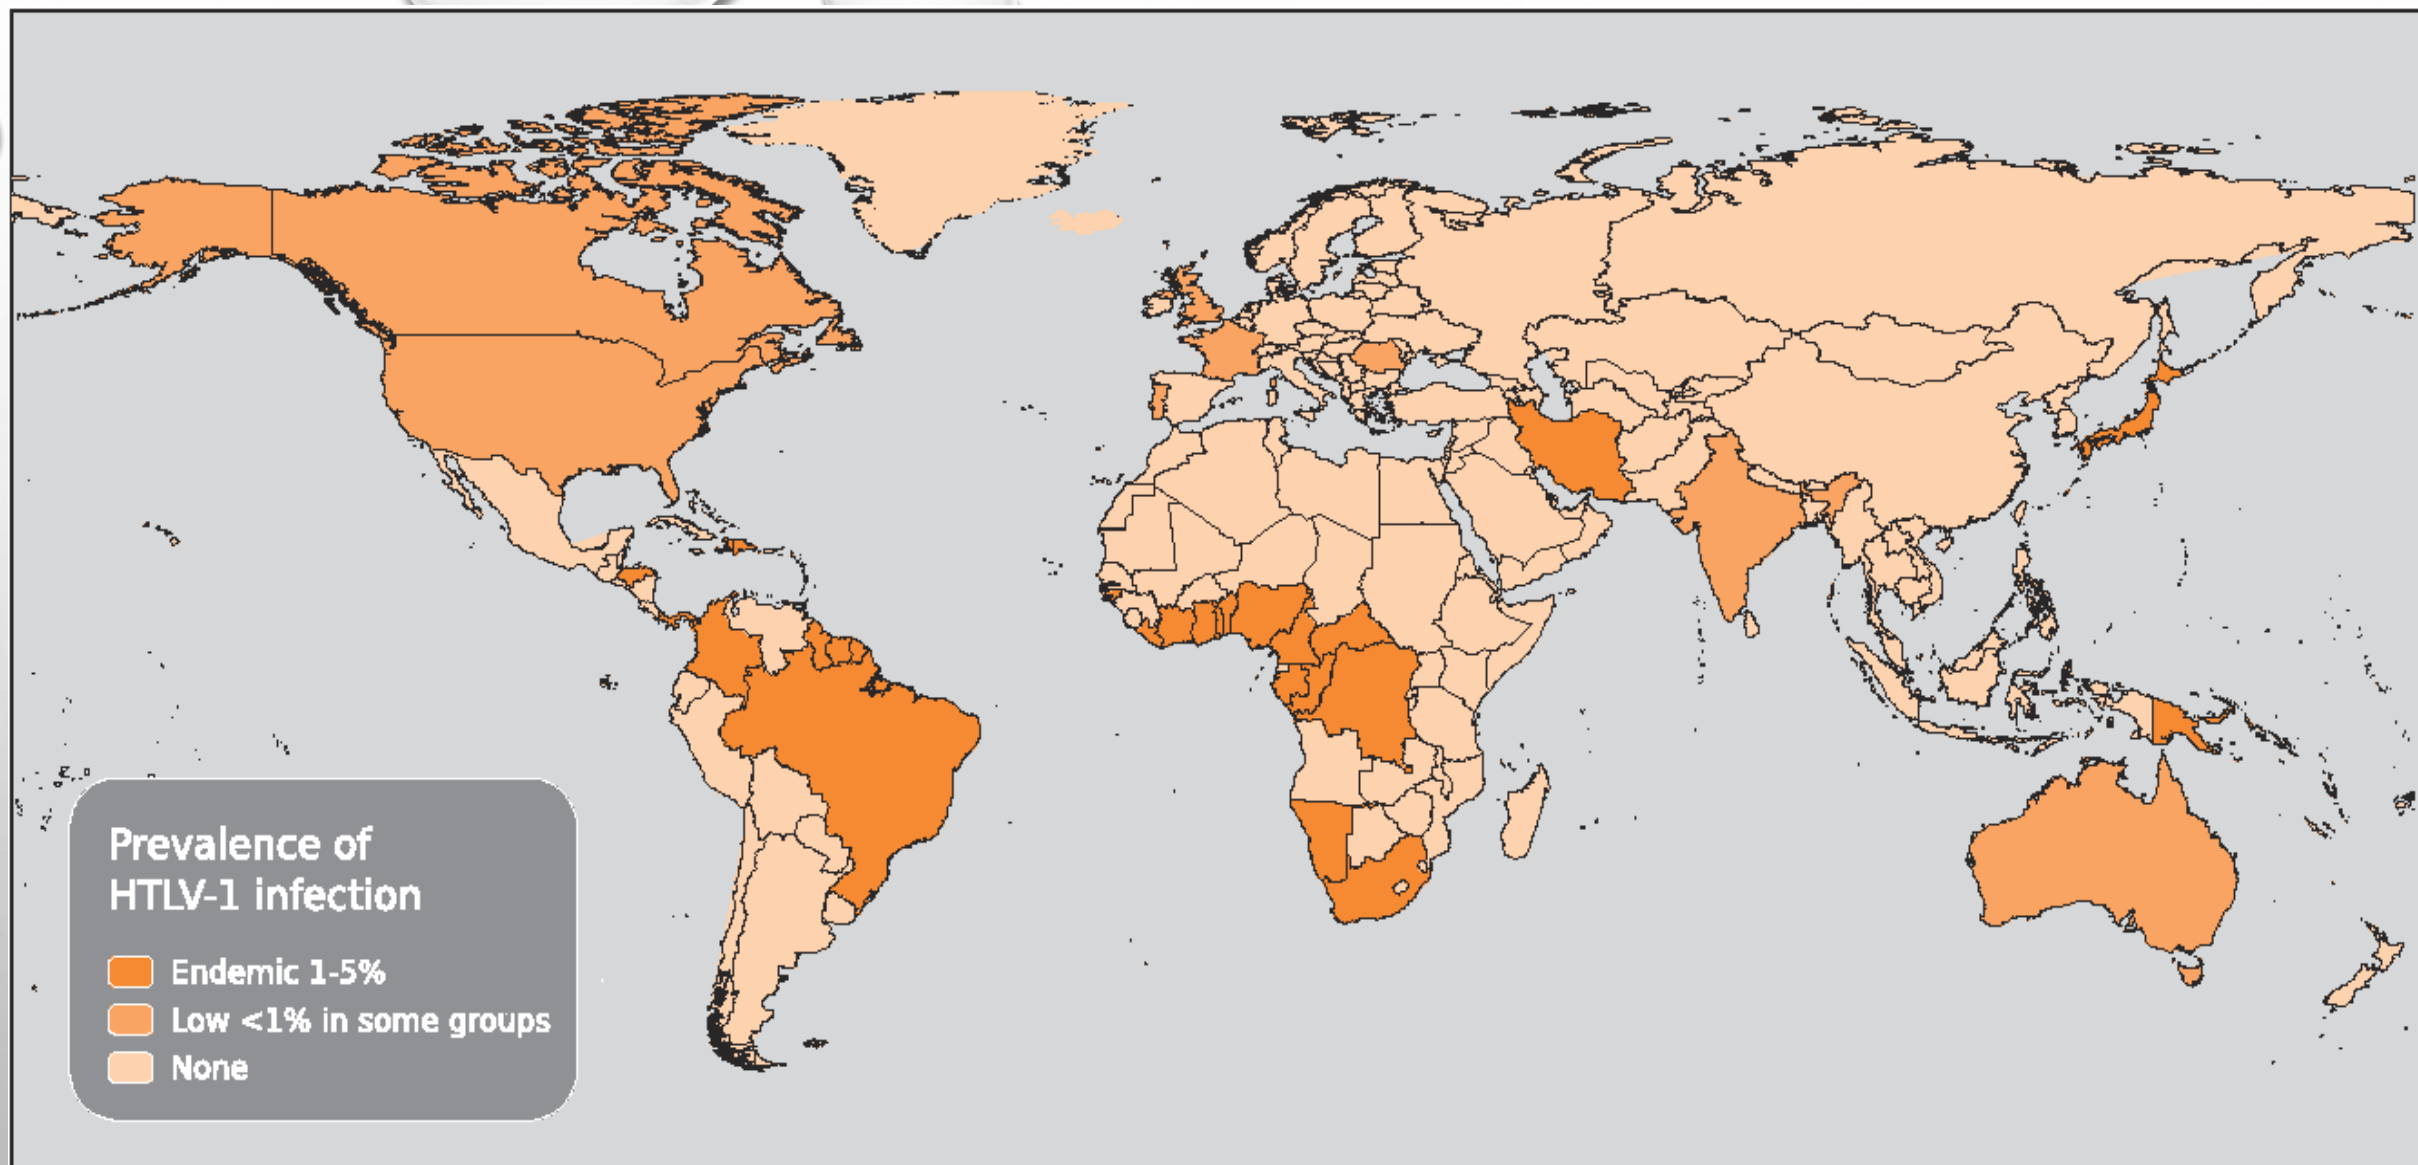 Prevalence of
HTLV-1 infection
Endemic 1-5%
Low <1% in some groups
None